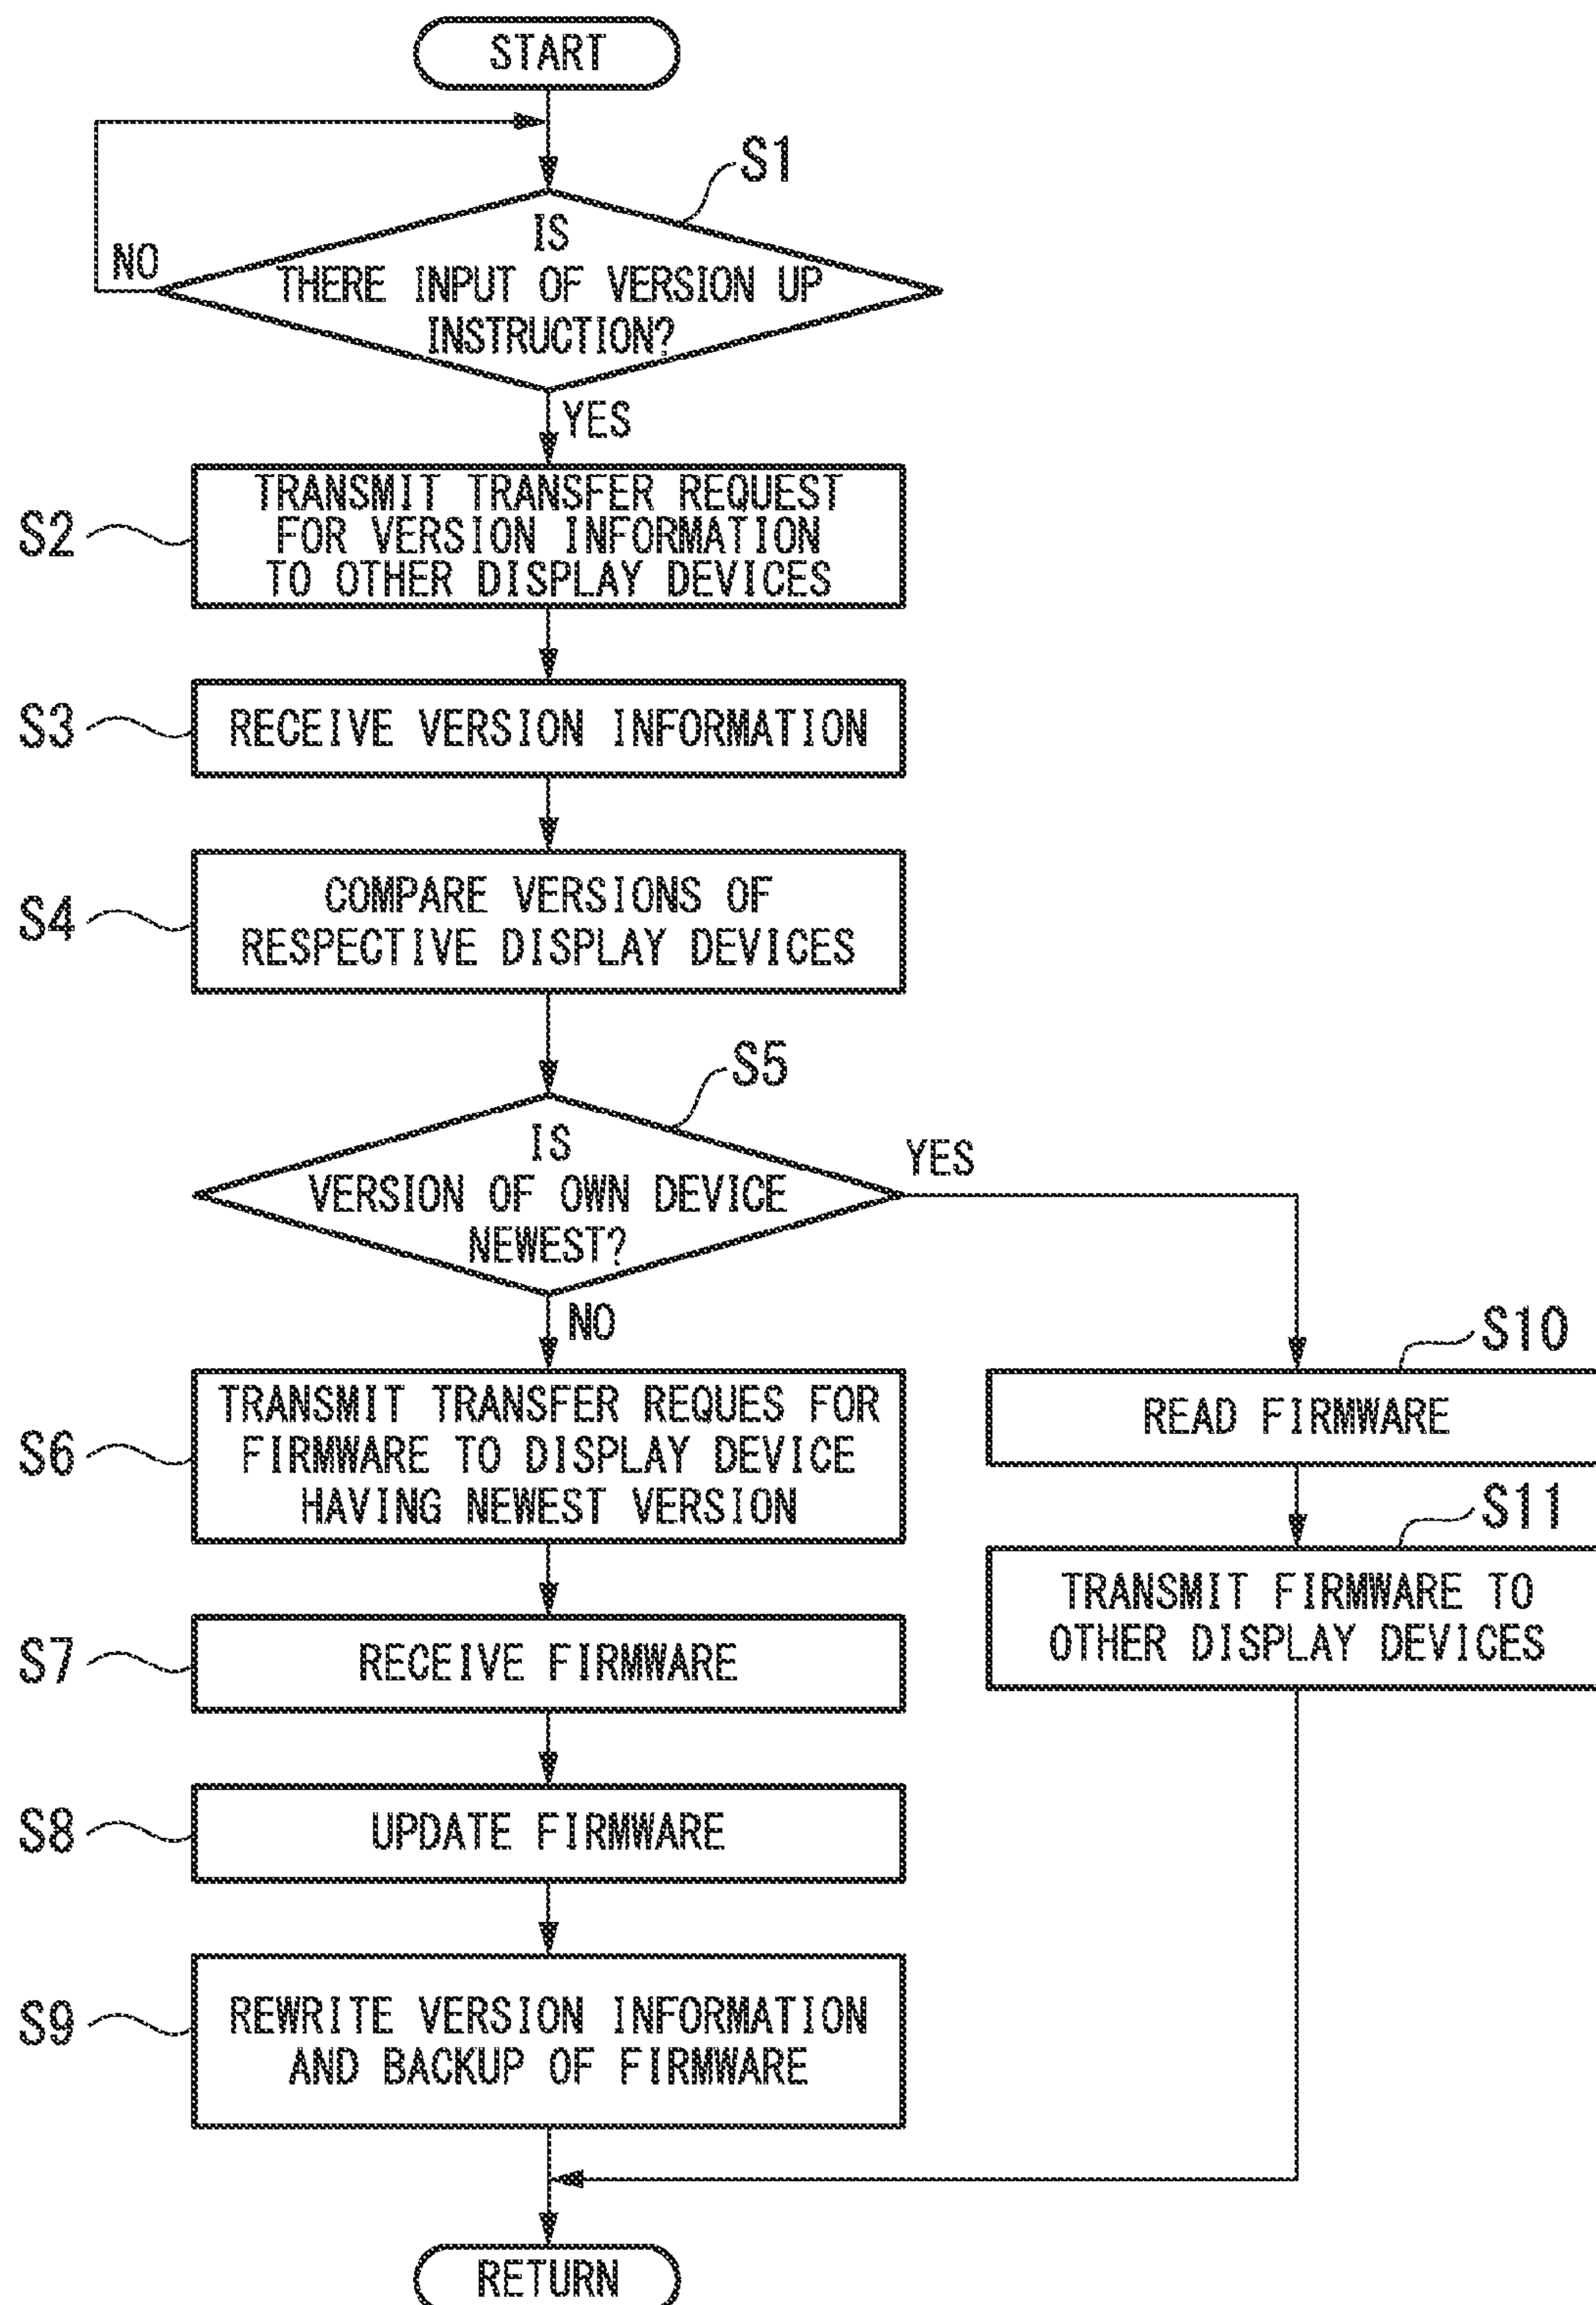 START
S1
IS
THERE INPUT OF VERSION UP
INSTRUCTION?
NO
YES
S2
TRANSMIT TRANSFER REQUEST
FOR VERSION INFORMATION
TO OTHER DISPLAY DEVICES
S3
RECEIVE VERSION INFORMATION
S4
COMPARE VERSIONS OF
RESPECTIVE DISPLAY DEVICES
S5
IS
VERSION OF OWN DEVICE
NEWEST?
YES
NO
S6
TRANSMIT TRANSFER REQUES FOR
FIRMWARE TO DISPLAY DEVICE
HAVING NEWEST VERSION
S10
READ FIRMWARE
S11
TRANSMIT FIRMWARE TO
OTHER DISPLAY DEVICES
S7
RECEIVE FIRMWARE
S8
UPDATE FIRMWARE
S9
REWRITE VERSION INFORMATION
AND BACKUP OF FIRMWARE
RETURN